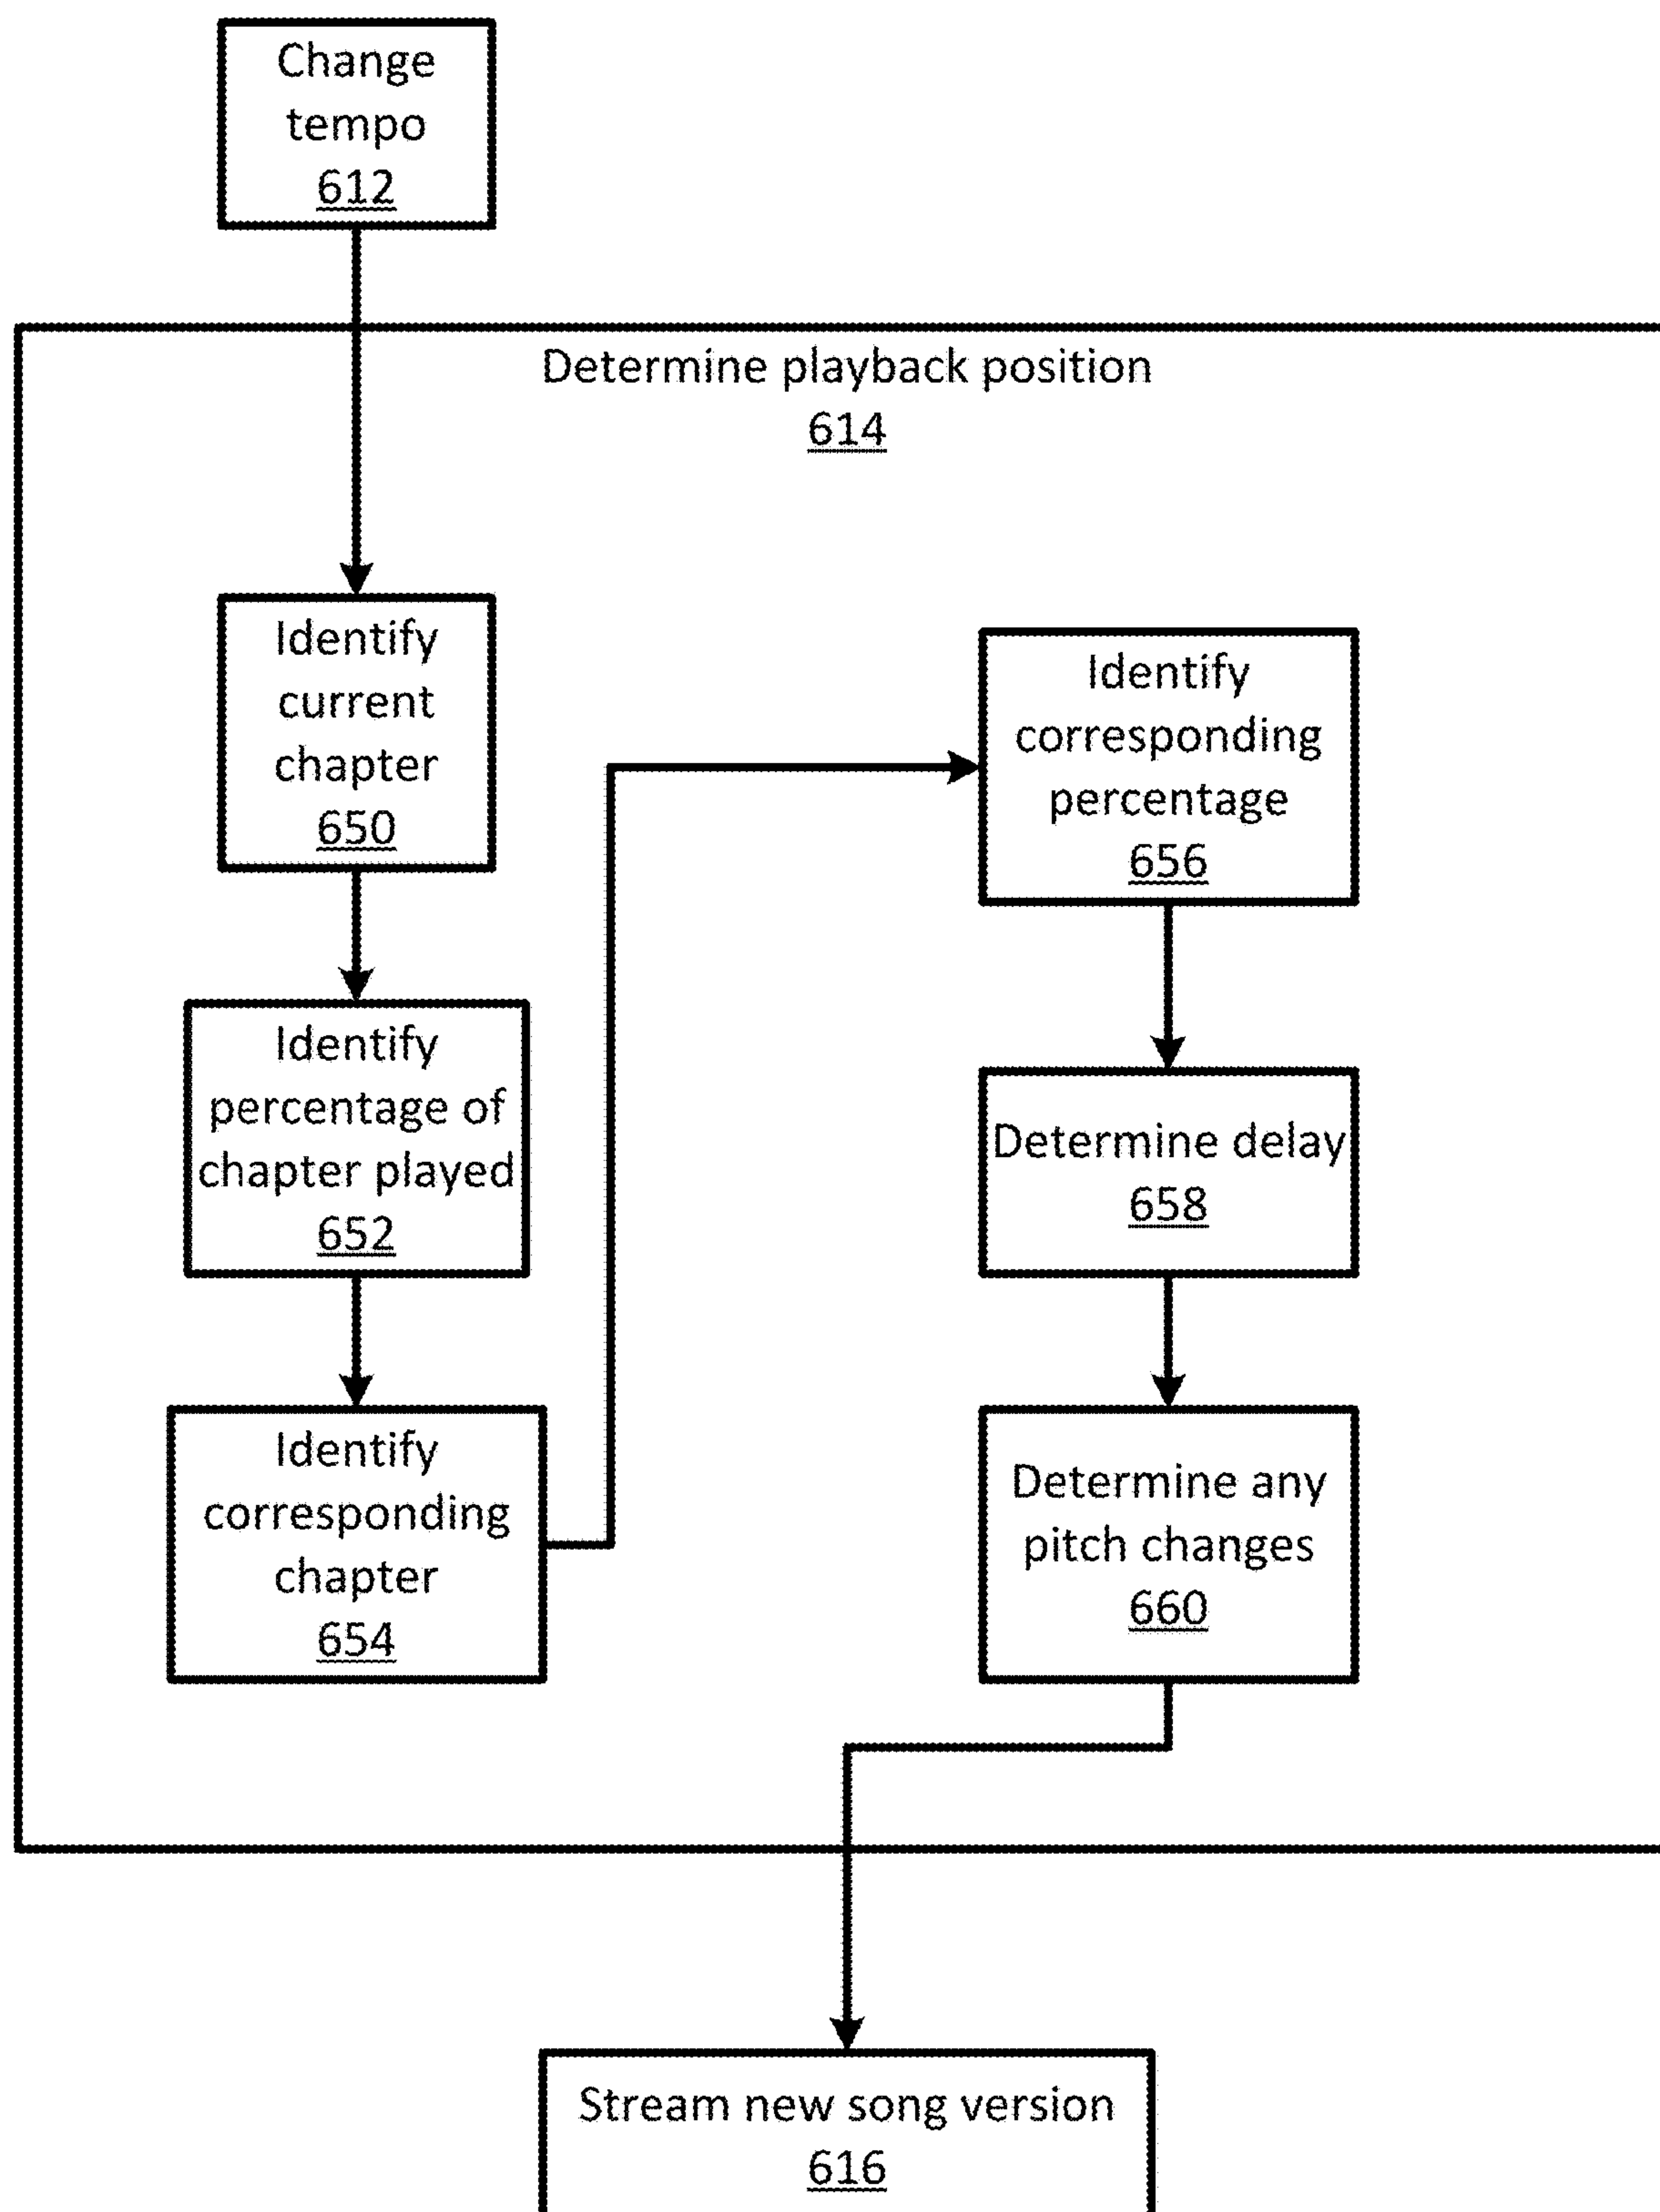 Change
tempo
612
Determine playback position
614
Identify
current
chapter
650
Identify
percentage of
chapter played
652
Identify
corresponding
chapter
654
Identify
corresponding
percentage
656
Determine delay
658
Determine any
pitch changes
660
Stream new song version
616